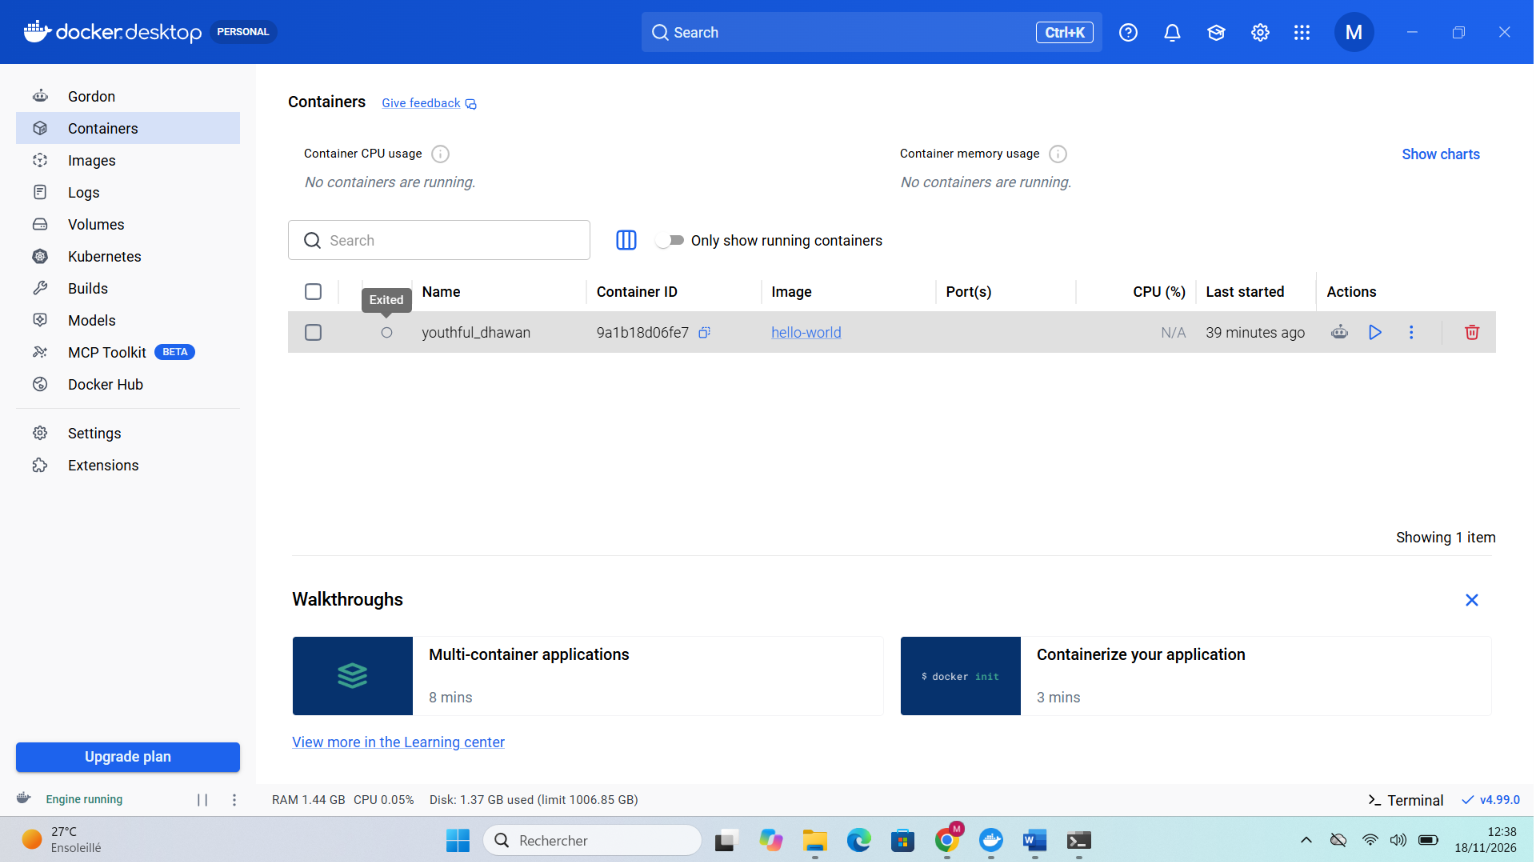 docker.desktop PERSONAL Search Ctrl+K M
Gordon
Containers
Images
Logs
Volumes
Kubernetes
Builds
Models
MCP Toolkit BETA
Docker Hub
Settings
Extensions
Upgrade plan
Containers Give feedback
Container CPU usage
No containers are running.
Container memory usage
No containers are running.
Show charts
Search Only show running containers
Exited
Name Container ID Image Port(s) CPU (%) Last started Actions
youthful_dhawan 9a1b18d06fe7 hello-world N/A 39 minutes ago
Showing 1 item
Walkthroughs
Multi-container applications
8 mins
$ docker init
Containerize your application
3 mins
View more in the Learning center
Engine running RAM 1.44 GB CPU 0.05% Disk: 1.37 GB used (limit 1006.85 GB) Terminal v4.99.0
27°C
Ensoleillé
Rechercher
M
W
12:38
18/11/2026